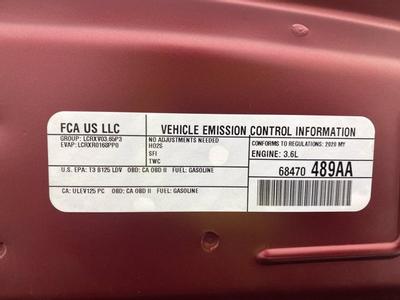 FCA US LLC
GROUP: LCRXV03.65P3
EVAP: LCRXR0168PP0
VEHICLE EMISSION CONTROL INFORMATION
NO ADJUSTMENTS NEEDED
HO2S
SFI
TWC
CONFORMS TO REGULATIONS: 2020 MY
ENGINE: 3.6L
U.S. EPA: T3 B125 LDV OBD: CA OBD II FUEL: GASOLINE
68470 489AA
CA: ULEV125 PC OBD: CA OBD II FUEL: GASOLINE